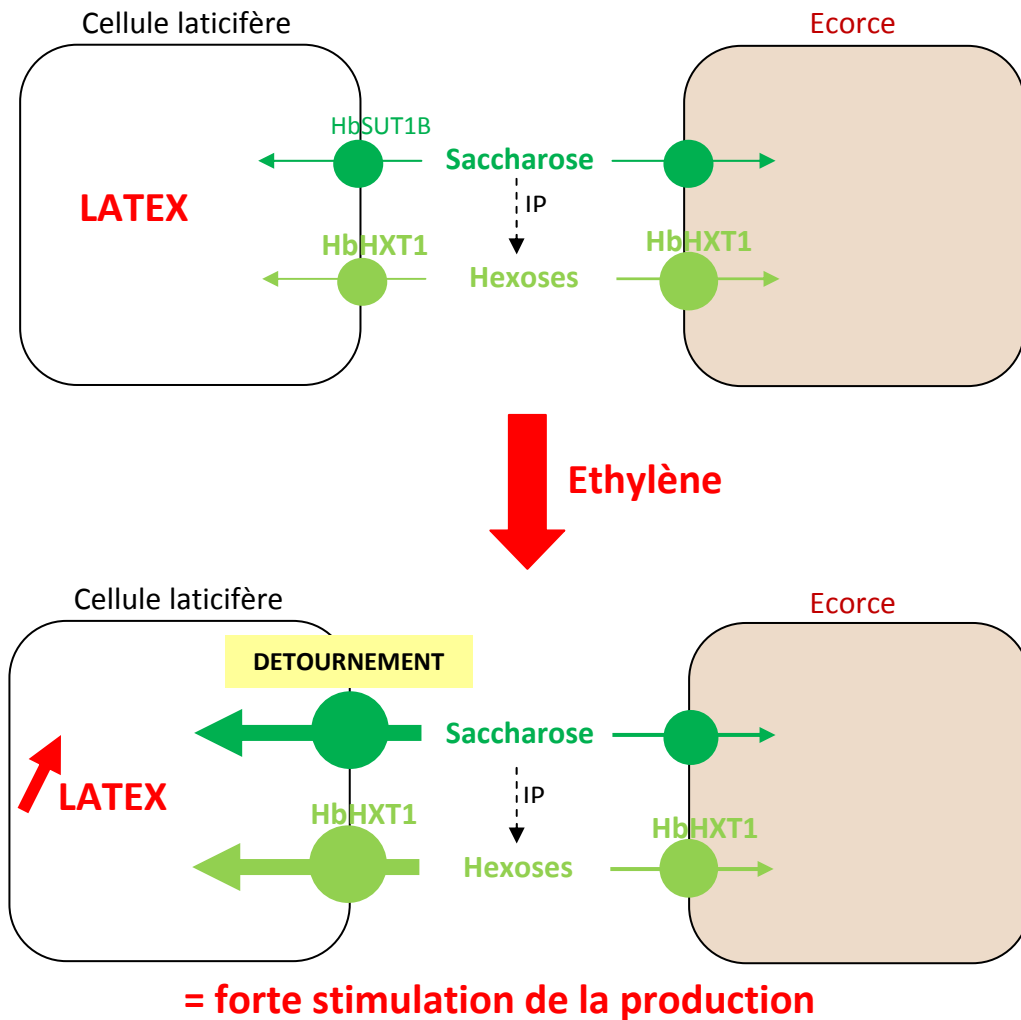 Cellule laticifère
Ecorce
HbSUT1B
Saccharose
LATEX
IP
HbHXT1
HbHXT1
Hexoses
Ethylène
Cellule laticifère
Ecorce
DETOURNEMENT
Saccharose
LATEX
IP
HbHXT1
HbHXT1
Hexoses
= forte stimulation de la production